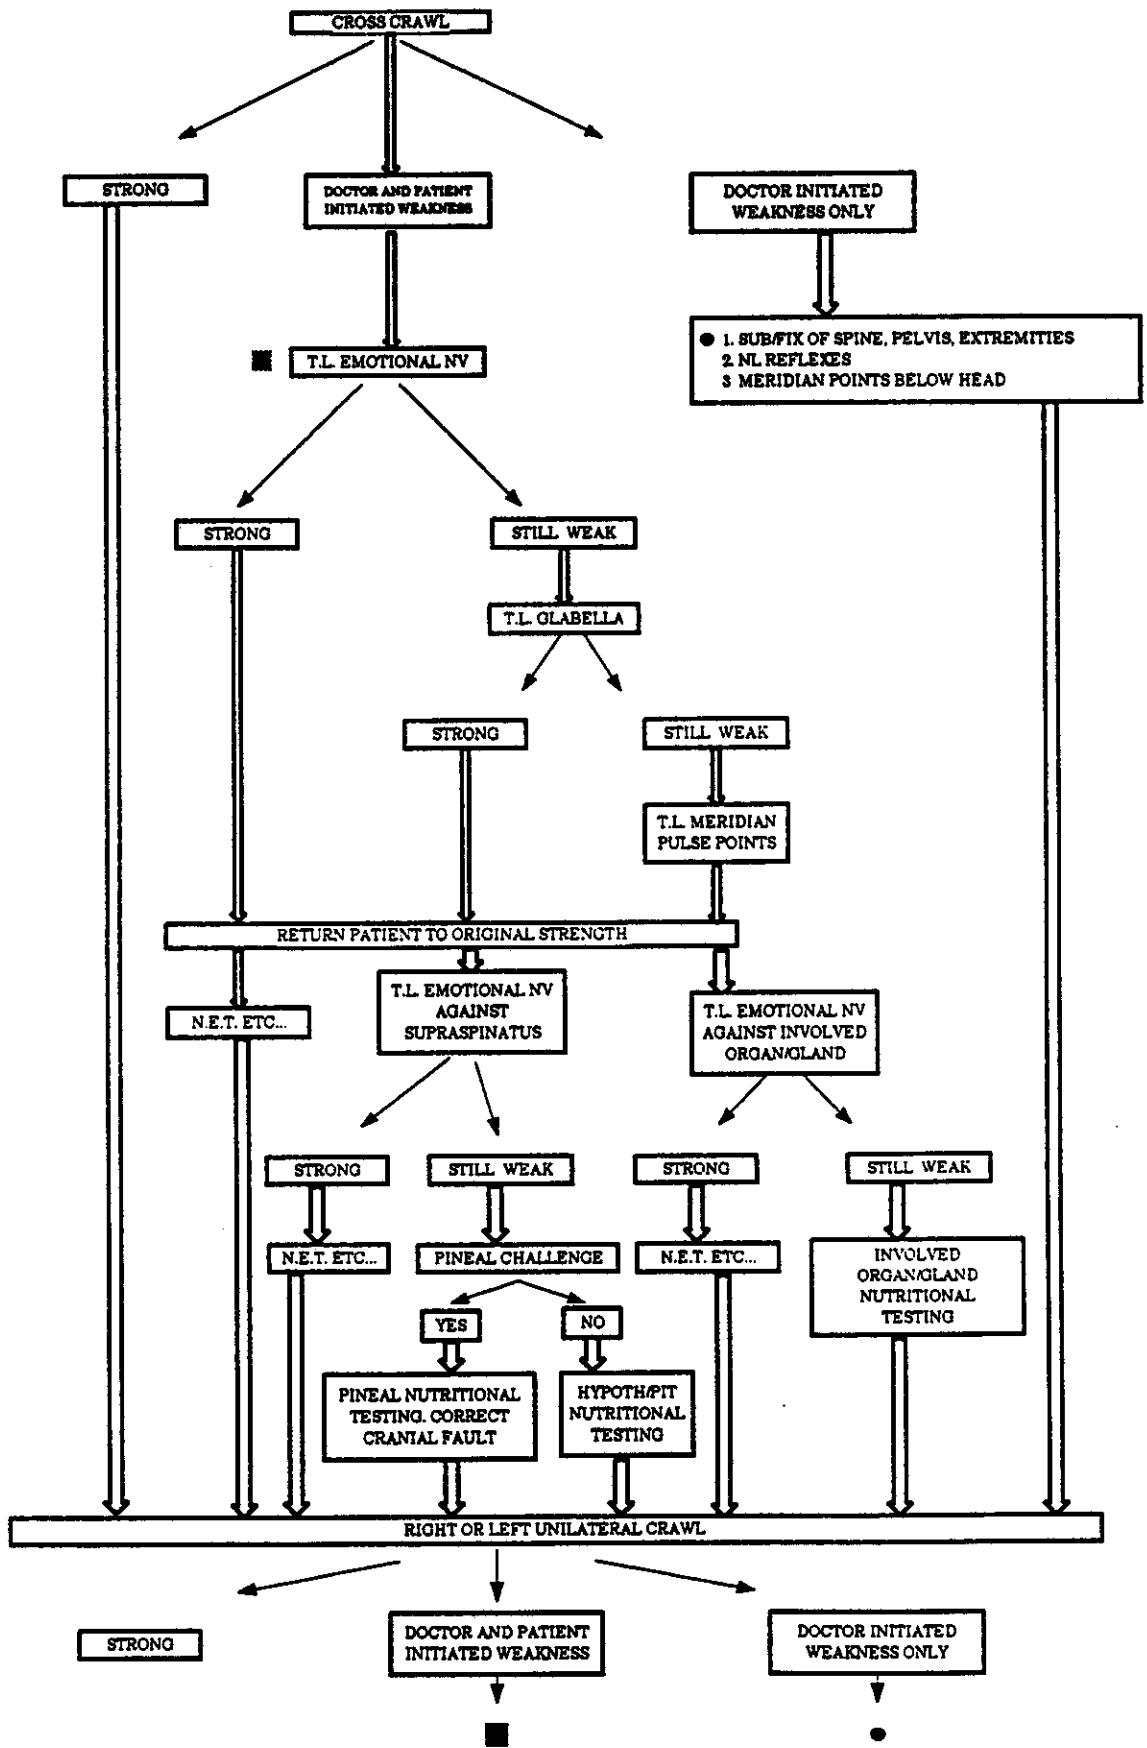 CROSS CRAWL
STRONG
DOCTOR AND PATIENT
INITIATED WEAKNESS
DOCTOR INITIATED
WEAKNESS ONLY
● 1. SUB/FIX OF SPINE, PELVIS, EXTREMITIES
2. NL REFLEXES
3 MERIDIAN POINTS BELOW HEAD
T.L. EMOTIONAL NV
STRONG
STILL WEAK
T.L. GLABELLA
STRONG
STILL WEAK
T.L. MERIDIAN
PULSE POINTS
RETURN PATIENT TO ORIGINAL STRENGTH
N.E.T. ETC...
T.L. EMOTIONAL NV
AGAINST
SUPRASPINATUS
T.L. EMOTIONAL NV
AGAINST INVOLVED
ORGAN/GLAND
STRONG
STILL WEAK
STRONG
STILL WEAK
N.E.T. ETC...
PINEAL CHALLENGE
N.E.T. ETC...
INVOLVED
ORGAN/GLAND
NUTRITIONAL
TESTING
YES
NO
PINEAL NUTRITIONAL
TESTING. CORRECT
CRANIAL FAULT
HYPOTH/PIT
NUTRITIONAL
TESTING
RIGHT OR LEFT UNILATERAL CRAWL
STRONG
DOCTOR AND PATIENT
INITIATED WEAKNESS
DOCTOR INITIATED
WEAKNESS ONLY